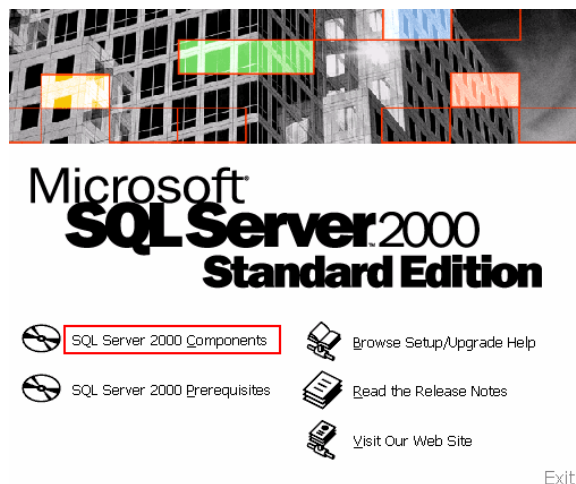 Microsoft®
SQL Server™ 2000
Standard Edition
SQL Server 2000 Components
SQL Server 2000 Prerequisites
Browse Setup/Upgrade Help
Read the Release Notes
Visit Our Web Site
Exit